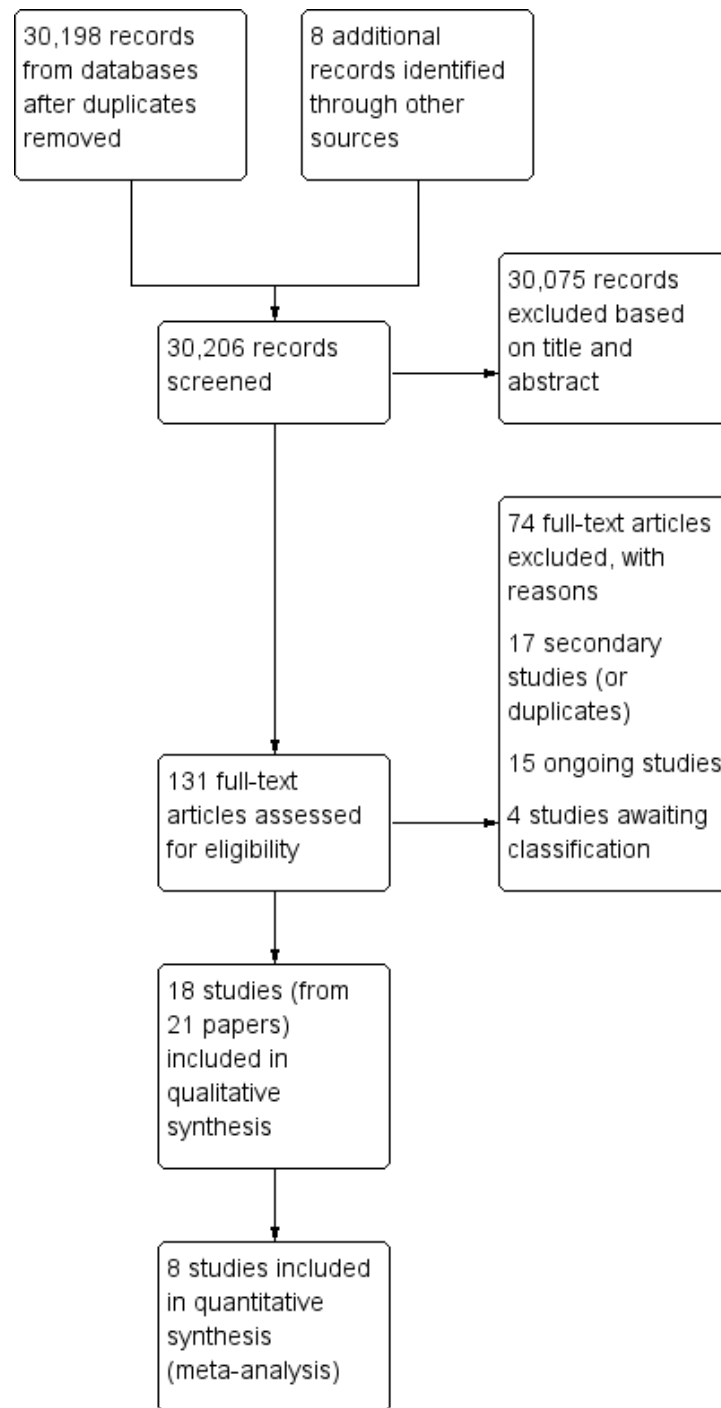 30,198 records
from databases
after duplicates
removed
8 additional
records identified
through other
sources
30,206 records
screened
30,075 records
excluded based
on title and
abstract
74 full-text articles
excluded, with
reasons
17 secondary
studies (or
duplicates)
15 ongoing studies
4 studies awaiting
classification
131 full-text
articles assessed
for eligibility
18 studies (from
21 papers)
included in
qualitative
synthesis
8 studies included
in quantitative
synthesis
(meta-analysis)